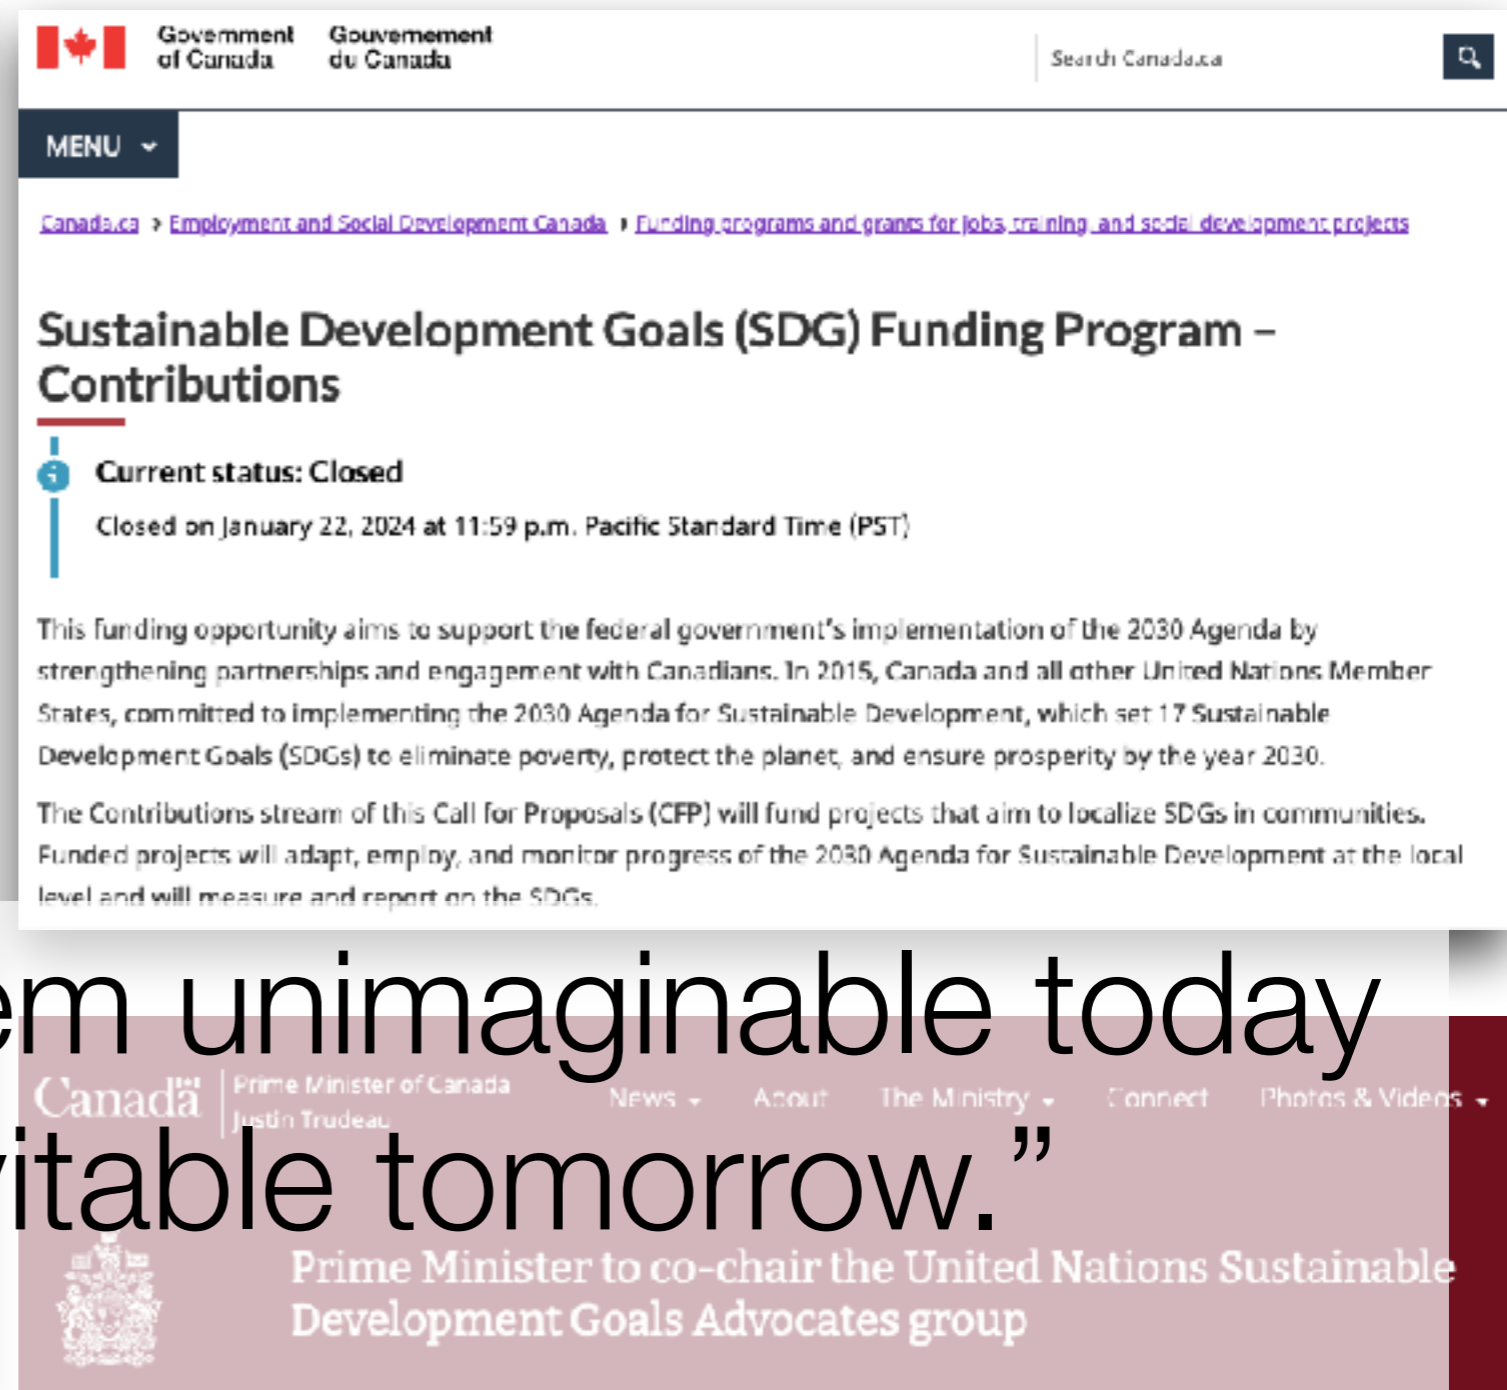 Government of Canada
Gouvernement du Canada
Search Canada.ca
MENU
Canada.ca > Employment and Social Development Canada > Funding programs and grants for jobs, training, and social development projects
Sustainable Development Goals (SDG) Funding Program –
Contributions
Current status: Closed
Closed on January 22, 2024 at 11:59 p.m. Pacific Standard Time (PST)
This funding opportunity aims to support the federal government's implementation of the 2030 Agenda by
strengthening partnerships and engagement with Canadians. In 2015, Canada and all other United Nations Member
States, committed to implementing the 2030 Agenda for Sustainable Development, which set 17 Sustainable
Development Goals (SDGs) to eliminate poverty, protect the planet, and ensure prosperity by the year 2030.
The Contributions stream of this Call for Proposals (CFP) will fund projects that aim to localize SDGs in communities.
Funded projects will adapt, employ, and monitor progress of the 2030 Agenda for Sustainable Development at the local
level and will measure and report on the SDGs.
em unimaginable today
Canada
Prime Minister of Canada
Justin Trudeau
News About The Ministry Connect Photos & Videos
vitable tomorrow.”
Prime Minister to co-chair the United Nations Sustainable
Development Goals Advocates group